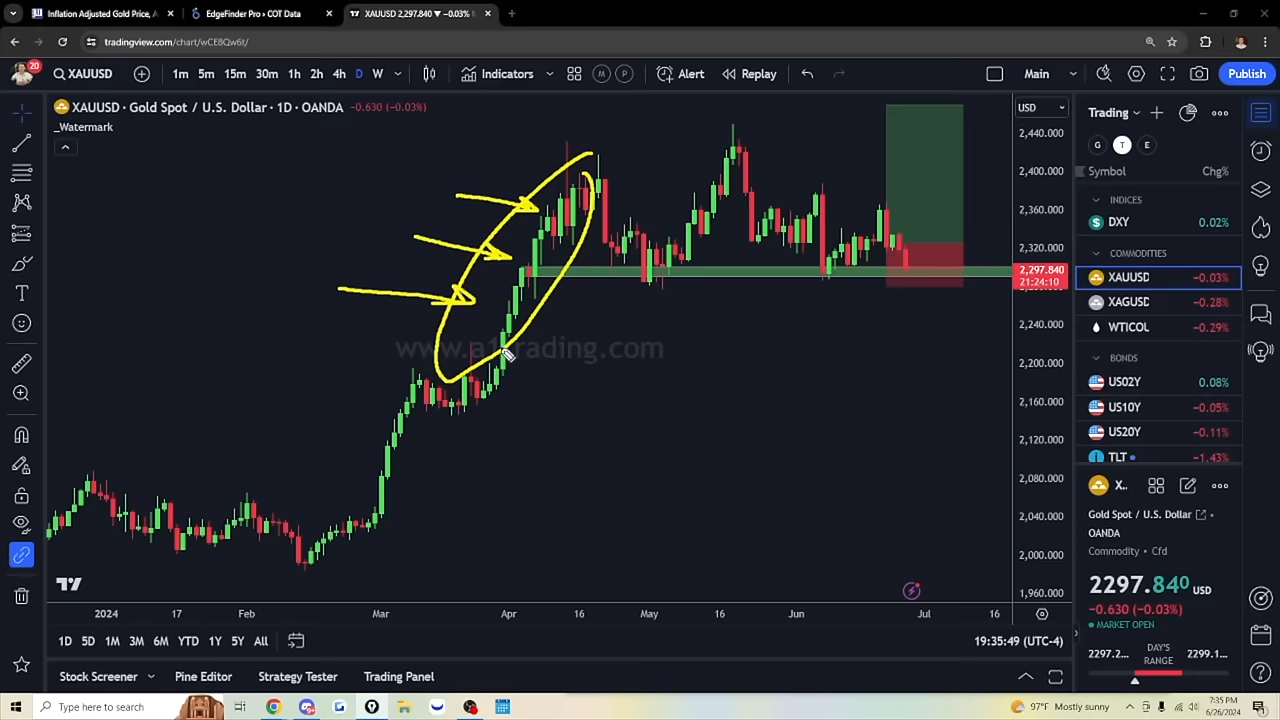 Inflation Adjusted Gold Price, A
EdgeFinder Pro › COT Data
XAUUSD 2,297.840 ▼ −0.03%
tradingview.com/chart/wCE8Qw6t/
20
XAUUSD
1m 5m 15m 30m 1h 2h 4h D W
Indicators
M P
Alert
Replay
Main
Publish
XAUUSD · Gold Spot / U.S. Dollar · 1D · OANDA −0.630 (−0.03%)
_Watermark
www.a1trading.com
USD
2,440.000
2,400.000
2,360.000
2,320.000
2,297.840
21:24:10
2,240.000
2,200.000
2,160.000
2,120.000
2,080.000
2,040.000
2,000.000
1,960.000
2024 17 Feb Mar Apr 16 May 16 Jun Jul 16
1D 5D 1M 3M 6M YTD 1Y 5Y All
19:35:49 (UTC-4)
Stock Screener Pine Editor Strategy Tester Trading Panel
Trading
G T E
Symbol Chg%
INDICES
DXY 0.02%
COMMODITIES
XAUUSD −0.03%
XAGUSD −0.28%
WTICOL −0.29%
BONDS
US02Y 0.08%
US10Y −0.05%
US20Y −0.11%
TLT −1.43%
X..
Gold Spot / U.S. Dollar
OANDA
Commodity • Cfd
2297.840 USD
−0.630 (−0.03%)
MARKET OPEN
2297.2... DAY'S RANGE 2299.1...
Type here to search
97°F Mostly sunny
7:35 PM
6/26/2024